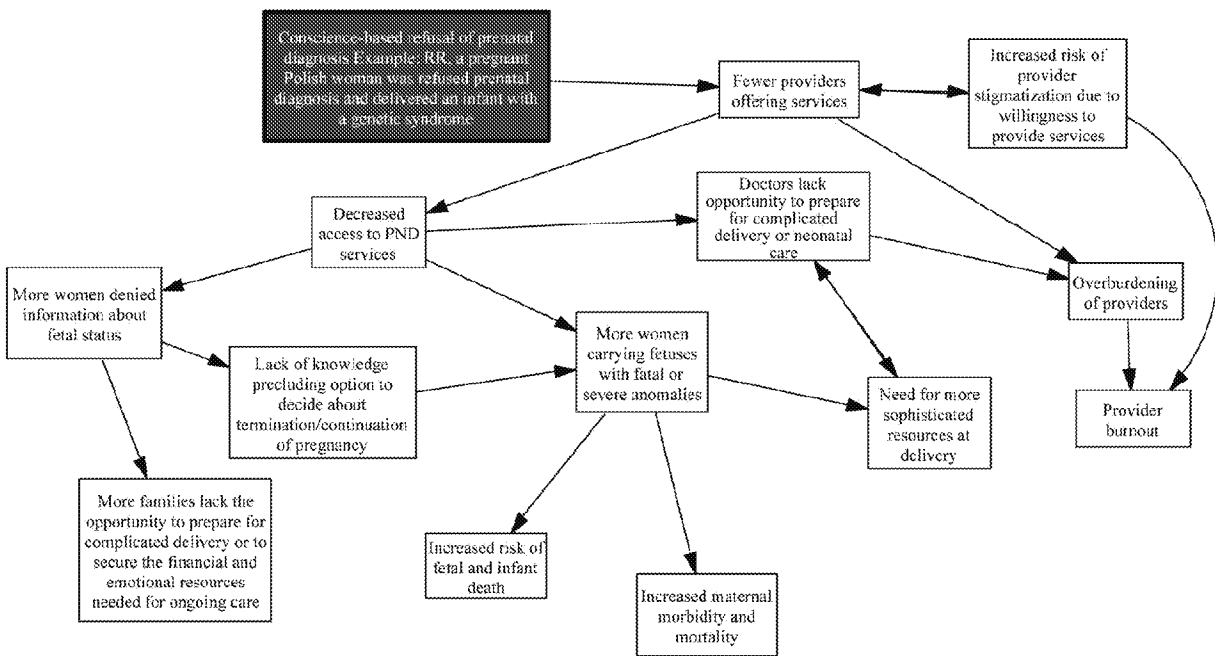 Conscience-based refusal of prenatal
diagnosis Example: RR, a pregnant
Polish woman was refused prenatal
diagnosis and delivered an infant with
a genetic syndrome
Fewer providers
offering services
Increased risk of
provider
stigmatization due to
willingness to
provide services
Decreased
access to PND
services
Doctors lack
opportunity to prepare
for complicated
delivery or neonatal
care
Overburdening
of providers
More women denied
information about
fetal status
Lack of knowledge
precluding option to
decide about
termination/continuation
of pregnancy
More women
carrying fetuses
with fatal or
severe anomalies
Need for more
sophisticated
resources at
delivery
Provider
burnout
More families lack the
opportunity to prepare for
complicated delivery or to
secure the financial and
emotional resources
needed for ongoing care
Increased risk of
fetal and infant
death
Increased maternal
morbidity and
mortality